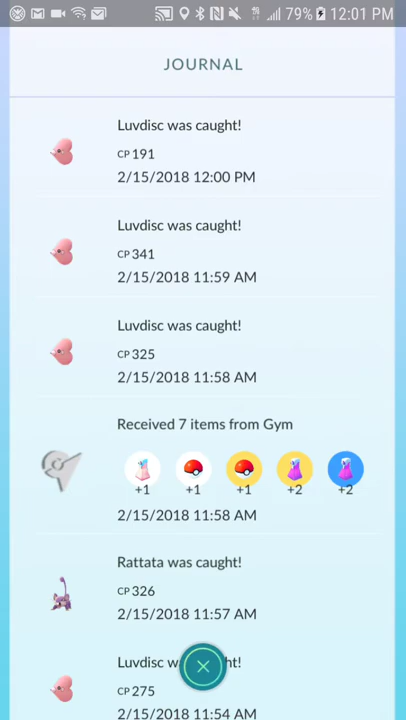 79% 12:01 PM
JOURNAL
Luvdisc was caught!
CP 191
2/15/2018 12:00 PM
Luvdisc was caught!
CP 341
2/15/2018 11:59 AM
Luvdisc was caught!
CP 325
2/15/2018 11:58 AM
Received 7 items from Gym
+1 +1 +1 +2 +2
2/15/2018 11:58 AM
Rattata was caught!
CP 326
2/15/2018 11:57 AM
Luvdisc w ht!
CP 275
2/15/2018 11:54 AM